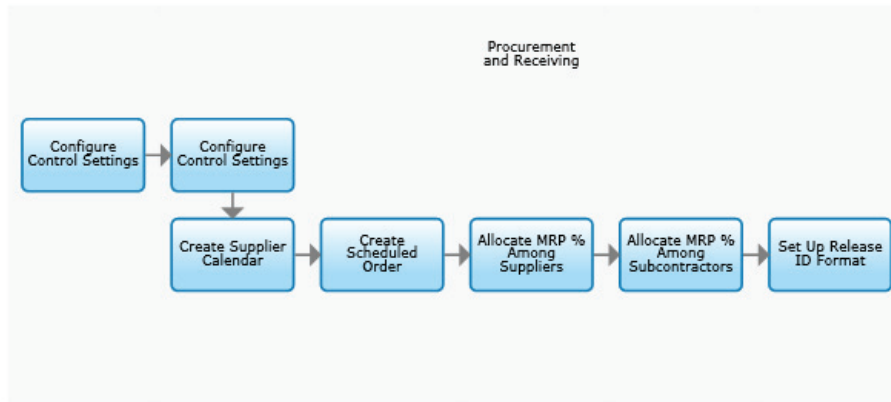 Procurement
and Receiving
Configure
Control Settings
Configure
Control Settings
Create Supplier
Calendar
Create
Scheduled
Order
Allocate MRP %
Among
Suppliers
Allocate MRP %
Among
Subcontractors
Set Up Release
ID Format